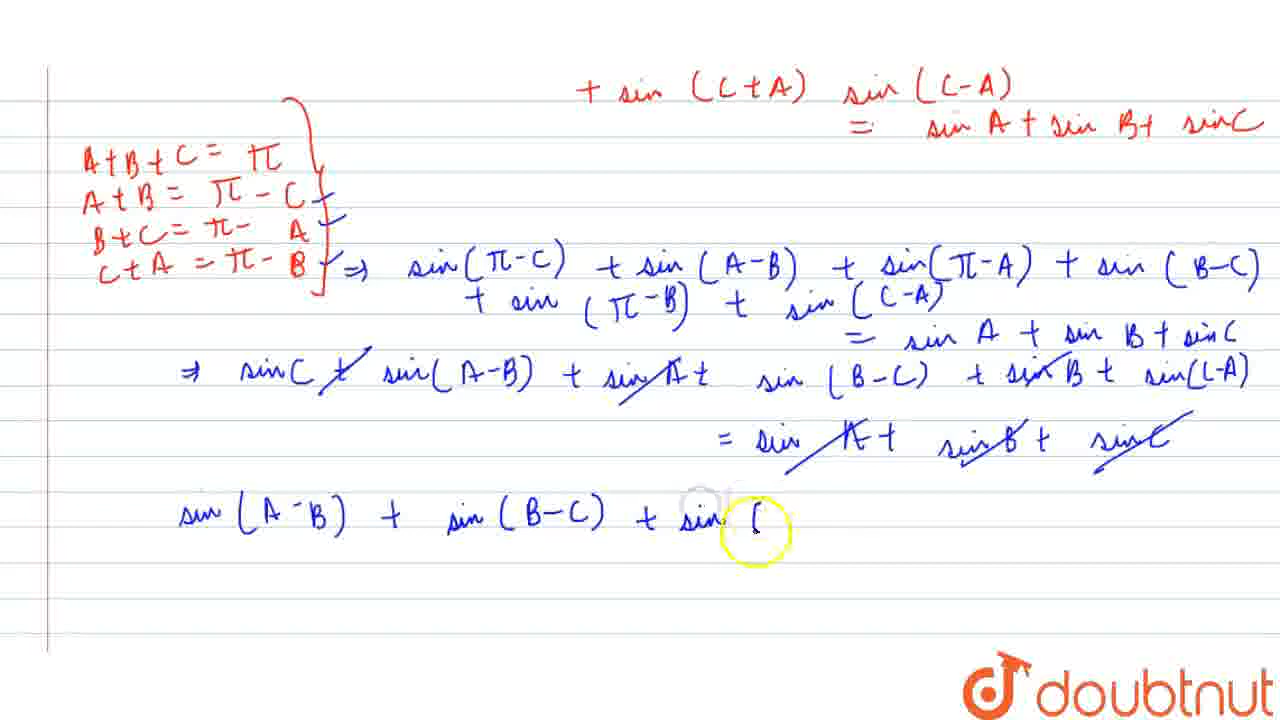 + sin (C+A) sin (C-A)
= sin A + sin B + sin C
A+B+C = π
A+B = π - C
B+C = π - A
C+A = π - B
⇒ sin(π-C) + sin (A-B) + sin(π-A) + sin (B-C)
+ sin (π-B) + sin (C-A)
= sin A + sin B + sin C
⇒ sin C + sin(A-B) + sin A + sin (B-C) + sin B + sin(C-A)
= sin A + sin B + sin C
sin (A-B) + sin (B-C) + sin (
doubtnut